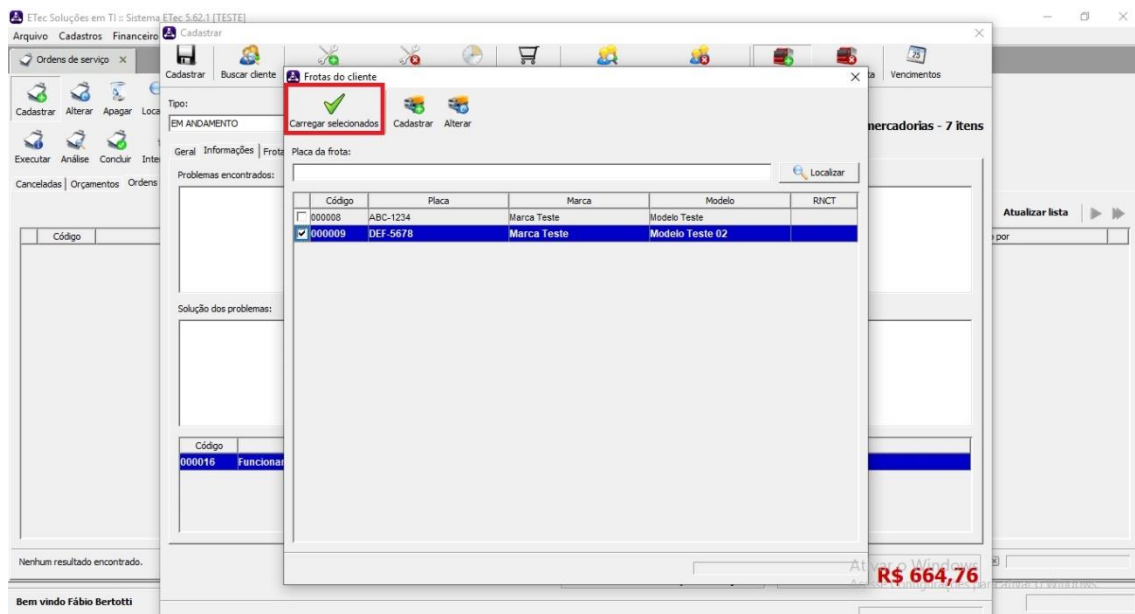 ETec Soluções em TI :: Sistema ETec 5.62.1 [TESTE]
Arquivo Cadastros Financeiro
Cadastrar
Ordens de serviço
Cadastrar Buscar cliente
Vencimentos
Cadastrar Alterar Apagar
Executar Análise Concluir
Canceladas Orçamentos Ordens
Tipo:
EM ANDAMENTO
mercadorias - 7 itens
Geral Informações Frota
Problemas encontrados:
Frotas do cliente
Carregar selecionados Cadastrar Alterar
Placa da frota:
Localizar
Código Placa Marca Modelo RNCT
000008 ABC-1234 Marca Teste Modelo Teste
000009 DEF-5678 Marca Teste Modelo Teste 02
Atualizar lista
Código
por
Solução dos problemas:
Código
000016
Nenhum resultado encontrado.
R$ 664,76
Bem vindo Fábio Bertotti